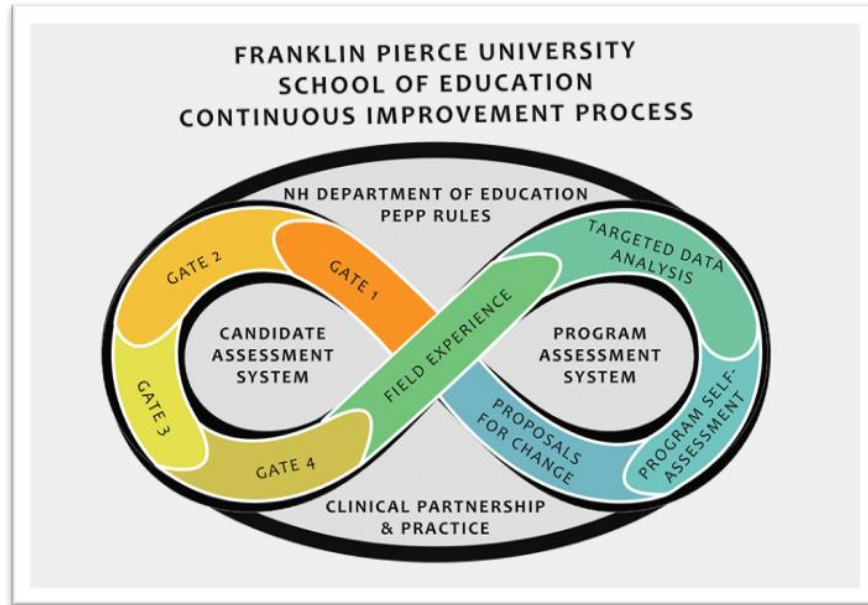 FRANKLIN PIERCE UNIVERSITY
SCHOOL OF EDUCATION
CONTINUOUS IMPROVEMENT PROCESS
NH DEPARTMENT OF EDUCATION
PEPP RULES
GATE 2
GATE 1
TARGETED DATA
ANALYSIS
CANDIDATE
ASSESSMENT
SYSTEM
FIELD EXPERIENCE
PROGRAM
ASSESSMENT
SYSTEM
GATE 3
GATE 4
PROPOSALS
FOR CHANGE
PROGRAM SELF-
ASSESSMENT
CLINICAL PARTNERSHIP
& PRACTICE